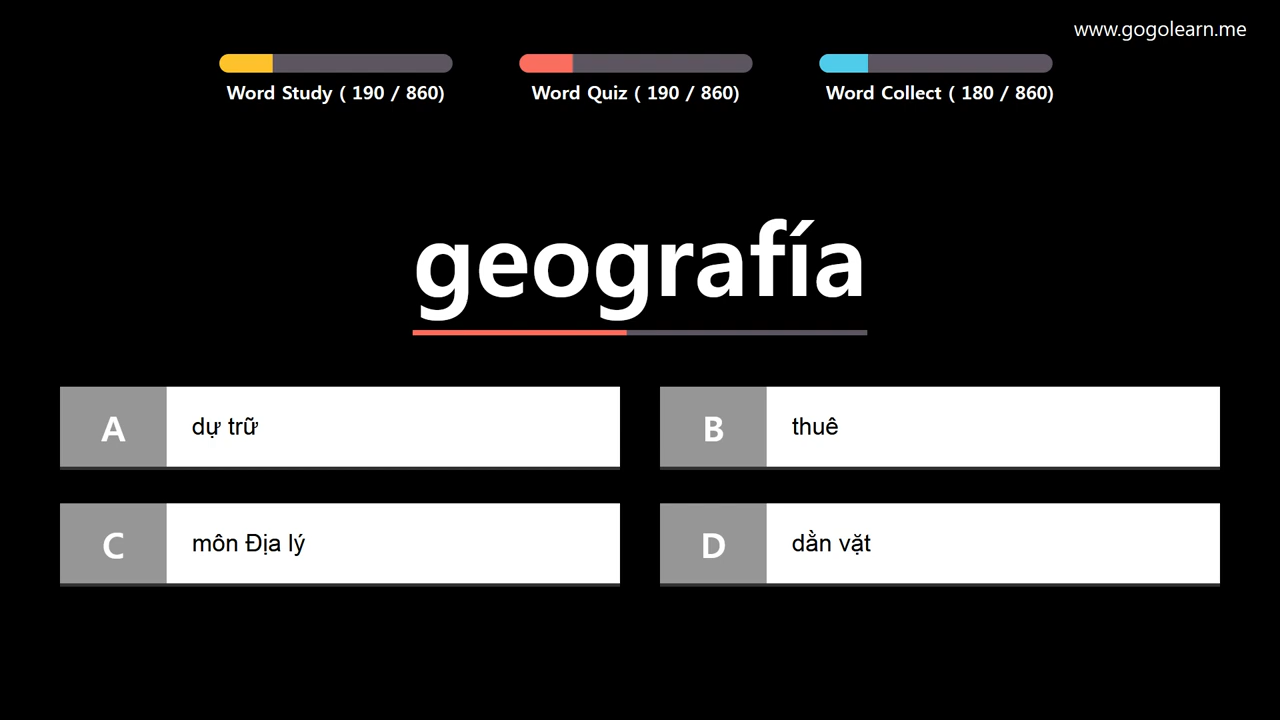 www.gogolearn.me
Word Study ( 190 / 860)
Word Quiz ( 190 / 860)
Word Collect ( 180 / 860)
geografía
A
dự trữ
B
thuê
C
môn Địa lý
D
dằn vặt